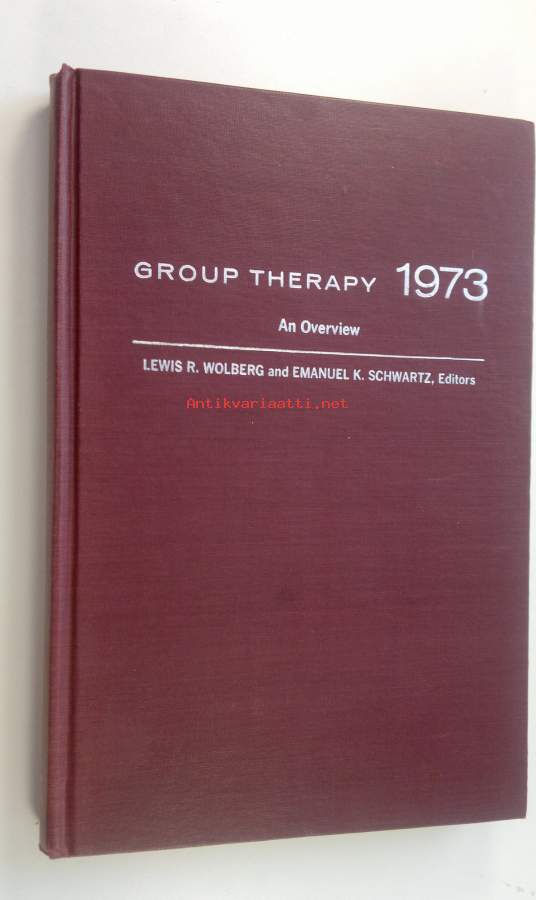 GROUP THERAPY 1973
An Overview
LEWIS R. WOLBERG and EMANUEL K. SCHWARTZ, Editors
Antikvariaatti.net